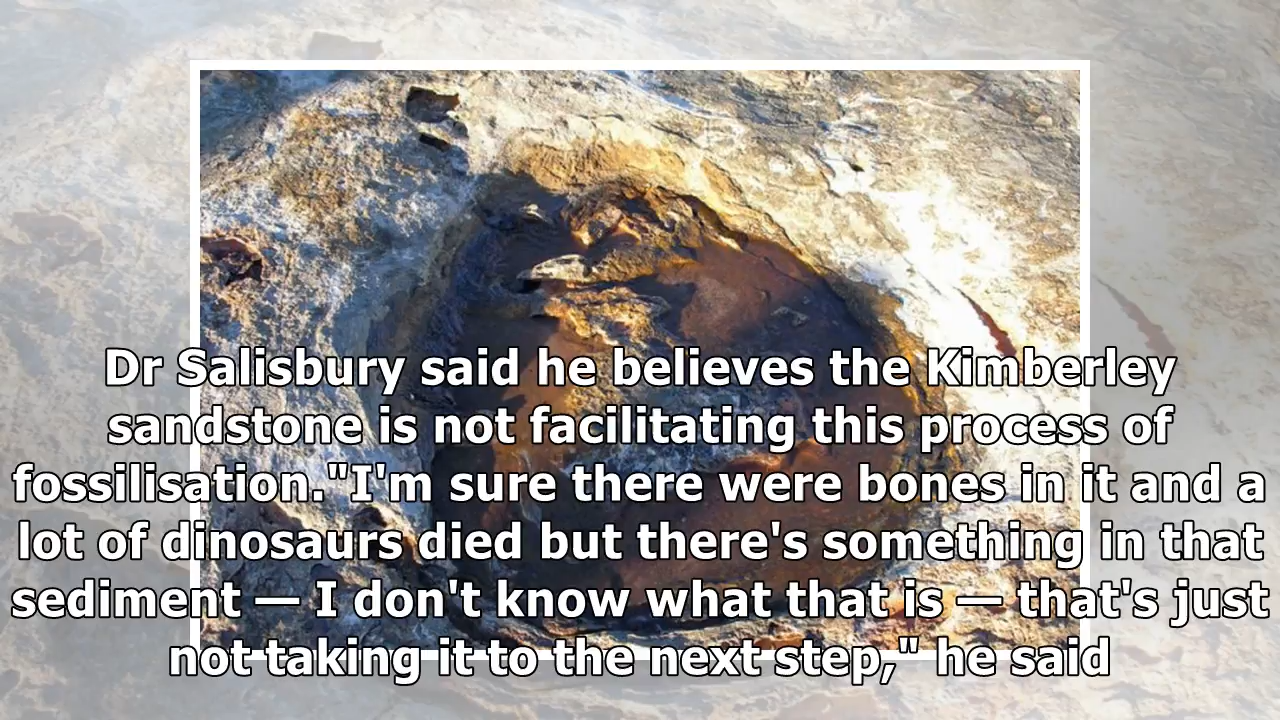 Dr Salisbury said he believes the Kimberley
sandstone is not facilitating this process of
fossilisation."I'm sure there were bones in it and a
lot of dinosaurs died but there's something in that
sediment — I don't know what that is — that's just
not taking it to the next step," he said